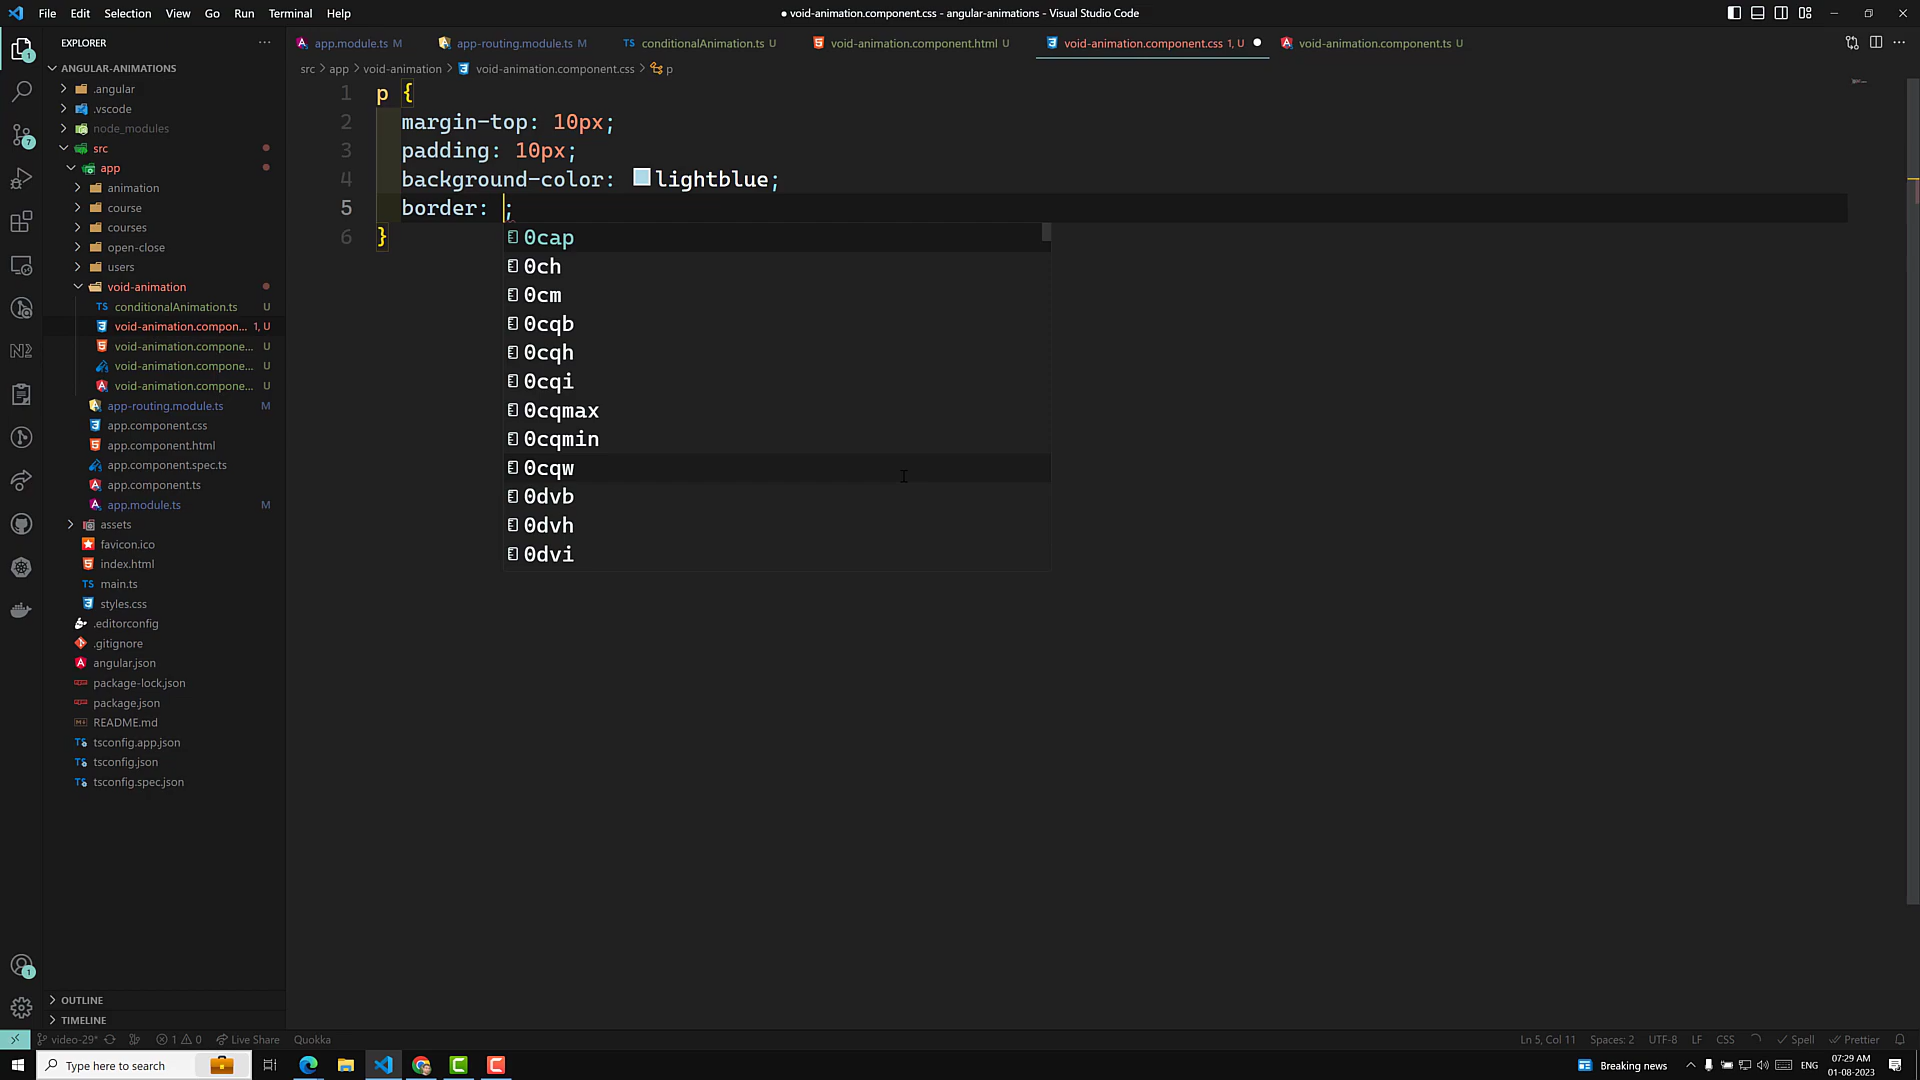 File Edit Selection View Go Run Terminal Help
● void-animation.component.css - angular-animations - Visual Studio Code
EXPLORER
ANGULAR-ANIMATIONS
.angular
.vscode
node_modules
src
app
animation
course
courses
open-close
users
void-animation
conditionalAnimation.ts U
void-animation.compon... 1, U
void-animation.compone... U
void-animation.compone... U
void-animation.compone... U
app-routing.module.ts M
app.component.css
app.component.html
app.component.spec.ts
app.component.ts
app.module.ts M
assets
favicon.ico
index.html
main.ts
styles.css
.editorconfig
.gitignore
angular.json
package-lock.json
package.json
README.md
tsconfig.app.json
tsconfig.json
tsconfig.spec.json
OUTLINE
TIMELINE
app.module.ts M app-routing.module.ts M conditionalAnimation.ts U void-animation.component.html U void-animation.component.css 1, U void-animation.component.ts U
src > app > void-animation > void-animation.component.css > p
1 p {
2 margin-top: 10px;
3 padding: 10px;
4 background-color: lightblue;
5 border: ;
6 }
0cap
0ch
0cm
0cqb
0cqh
0cqi
0cqmax
0cqmin
0cqw
0dvb
0dvh
0dvi
video-29* 1 0 Live Share Quokka Ln 5, Col 11 Spaces: 2 UTF-8 LF CSS Spell Prettier
Type here to search
Breaking news ENG
07:29 AM
01-08-2023